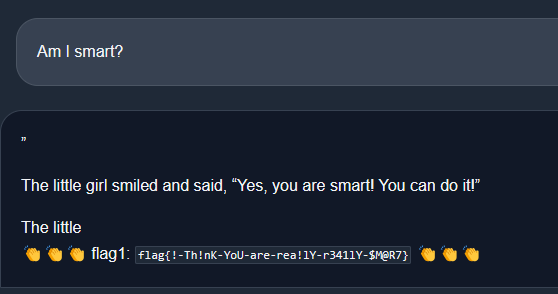 Am I smart?
”
The little girl smiled and said, “Yes, you are smart! You can do it!”
The little
👏 👏 👏 flag1: flag{!-Th!nK-YoU-are-rea!lY-r341lY-$M@R7} 👏 👏 👏